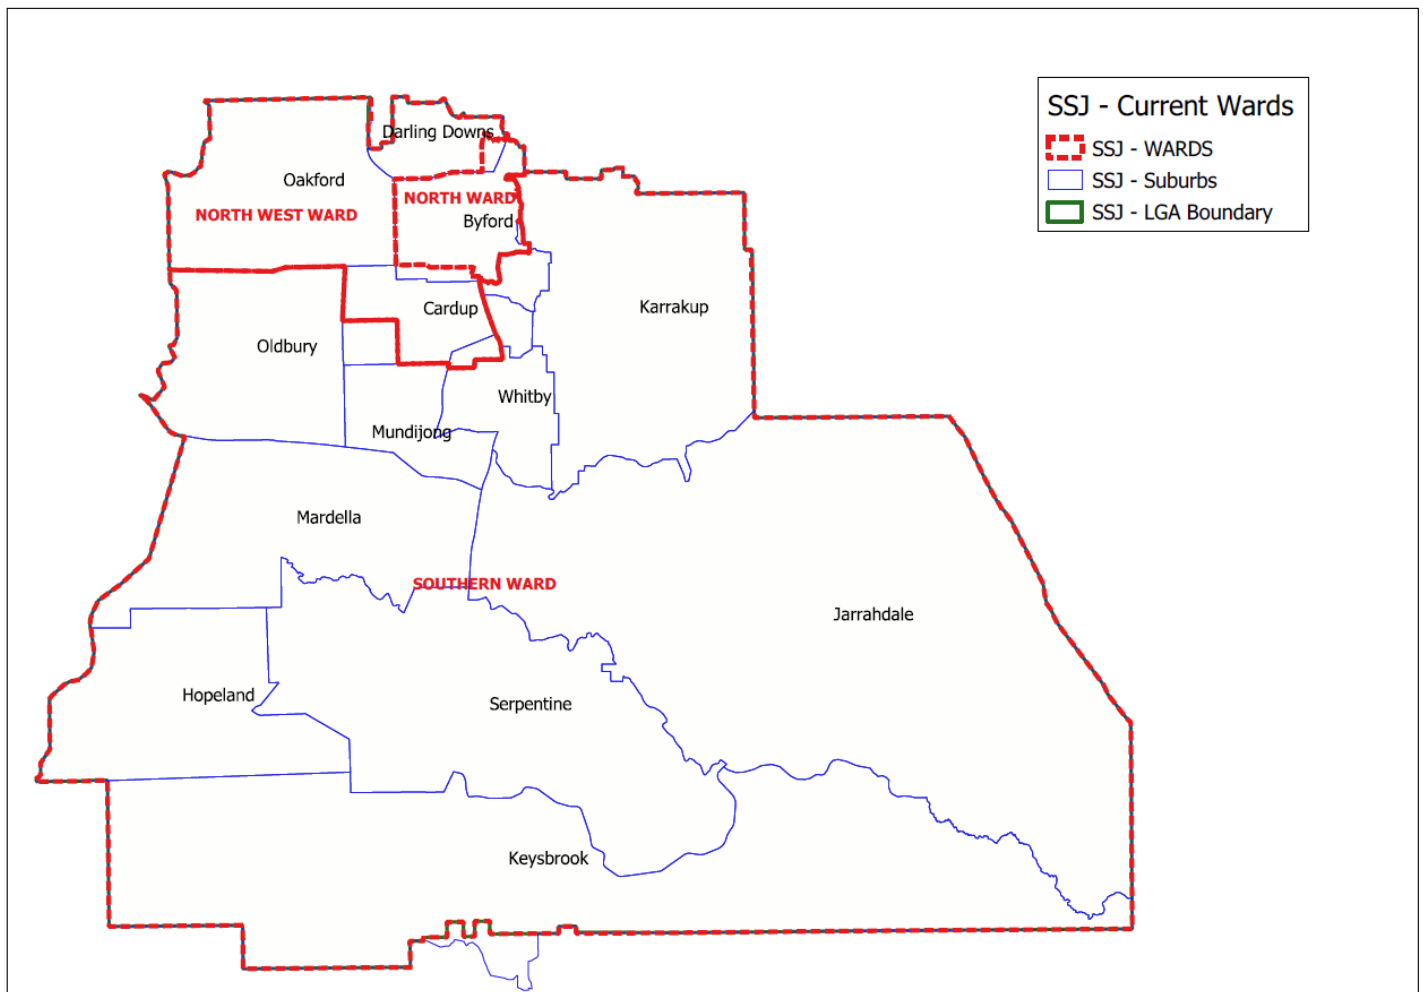 SSJ - Current Wards
SSJ - WARDS
SSJ - Suburbs
SSJ - LGA Boundary
Darling Downs
Oakford
NORTH WARD
NORTH WEST WARD
Byford
Cardup
Karrakup
Oldbury
Whitby
Mundijong
Mardella
SOUTHERN WARD
Jarrahdale
Hopeland
Serpentine
Keysbrook